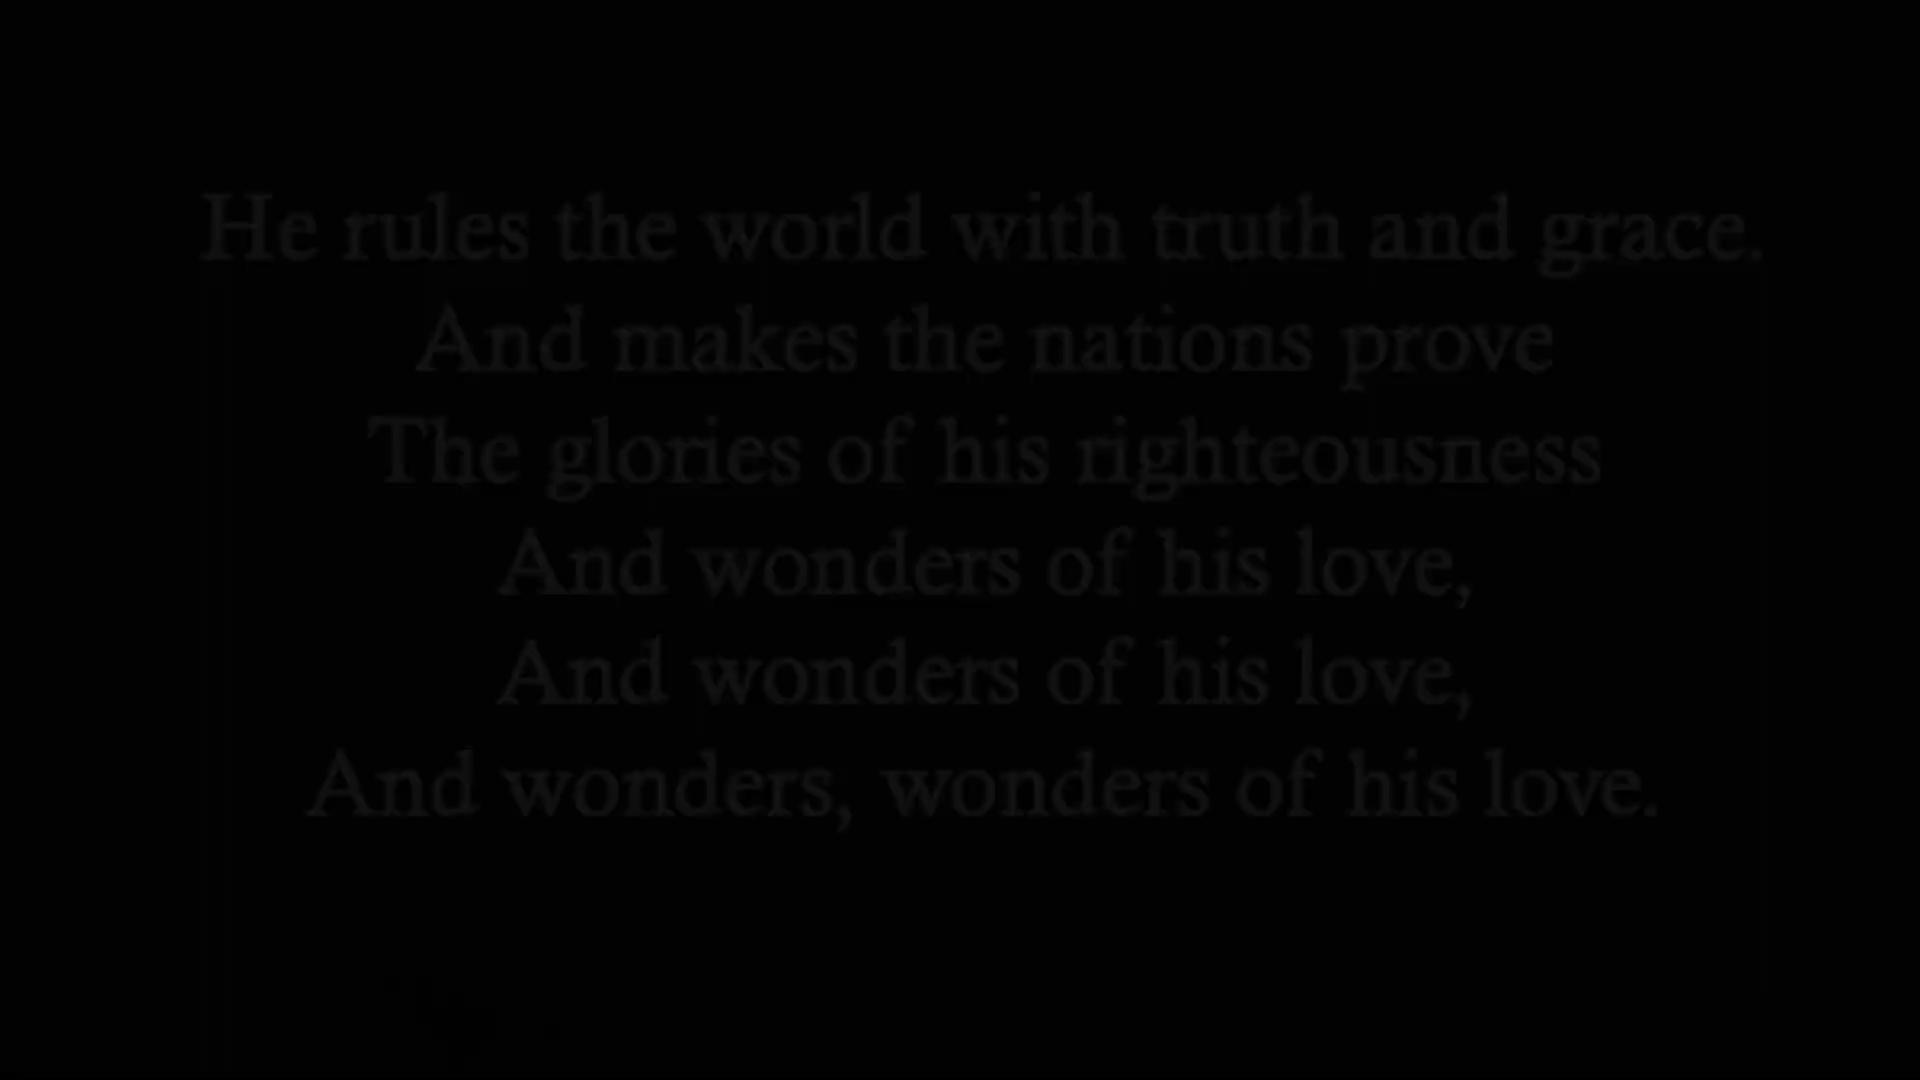 He rules the world with truth and grace.
And makes the nations prove
The glories of his righteousness
And wonders of his love,
And wonders of his love,
And wonders, wonders of his love.